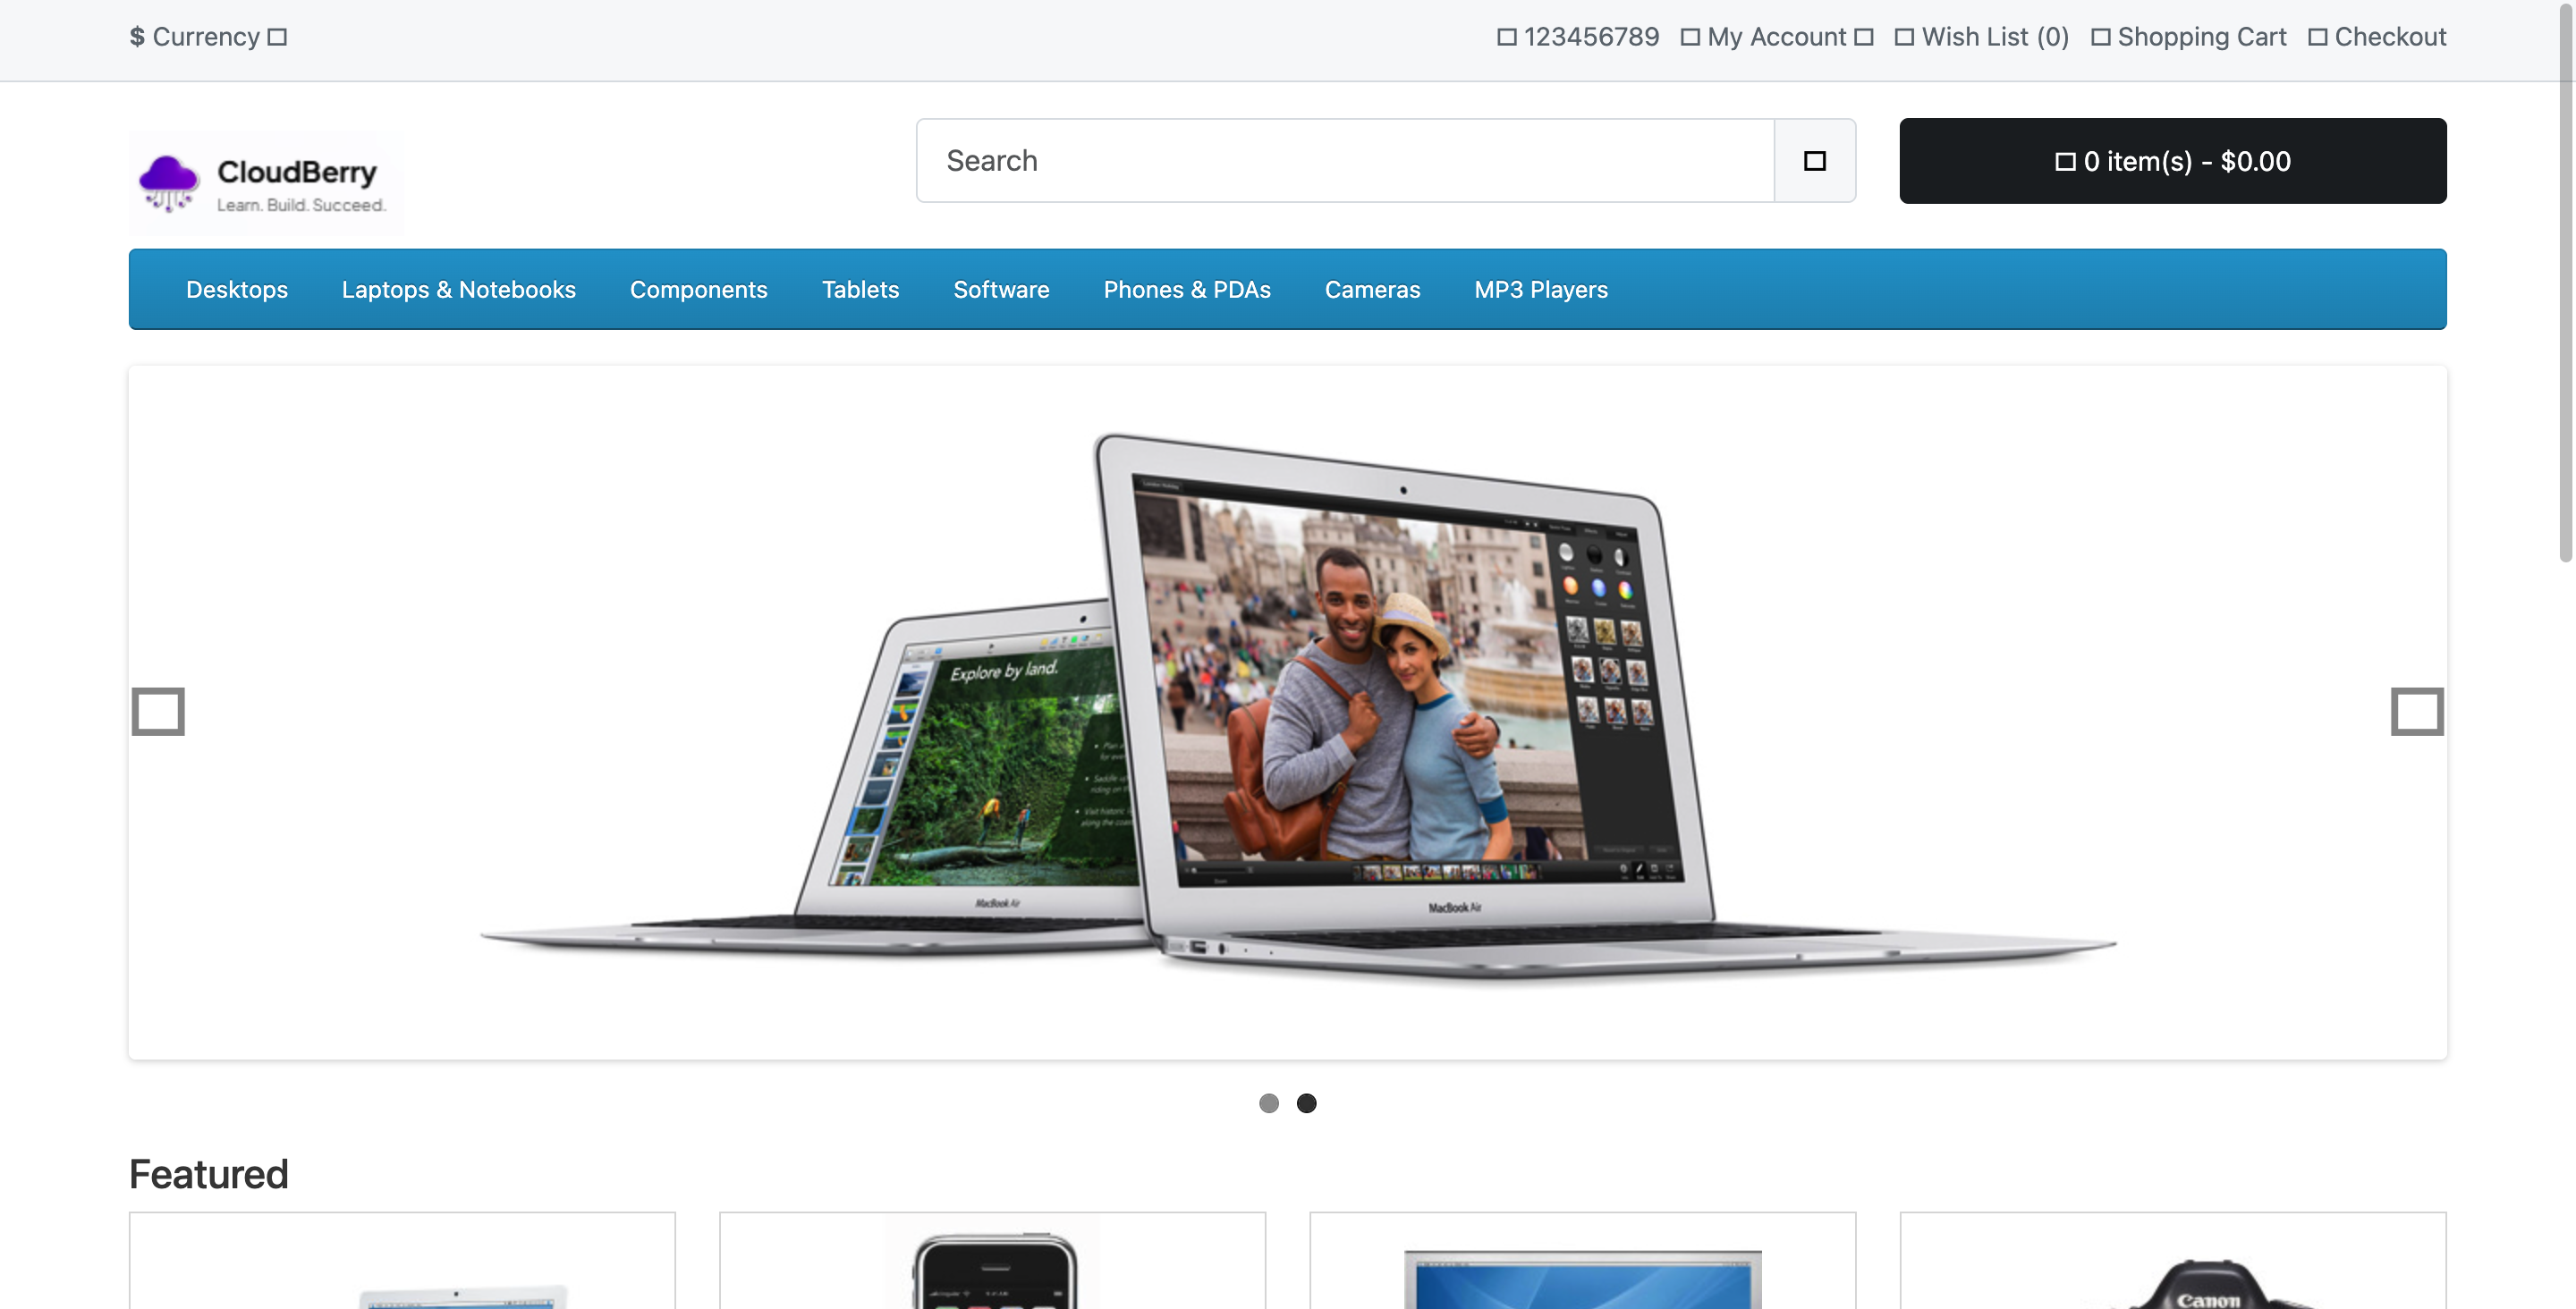 $ Currency
123456789 My Account Wish List (0) Shopping Cart Checkout
CloudBerry
Learn. Build. Succeed.
Search
0 item(s) - $0.00
Desktops Laptops & Notebooks Components Tablets Software Phones & PDAs Cameras MP3 Players
Explore by land.
MacBook Air
MacBook Air
Featured
Canon